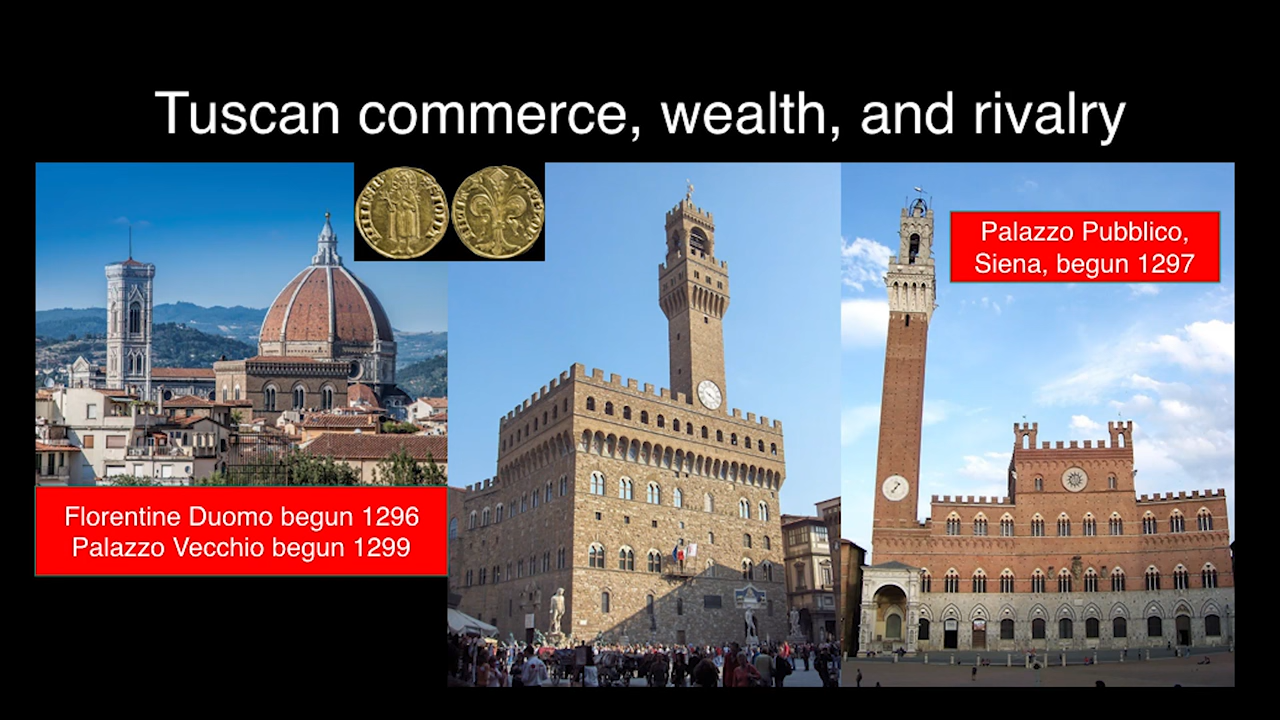 Tuscan commerce, wealth, and rivalry
Palazzo Pubblico,
Siena, begun 1297
Florentine Duomo begun 1296
Palazzo Vecchio begun 1299